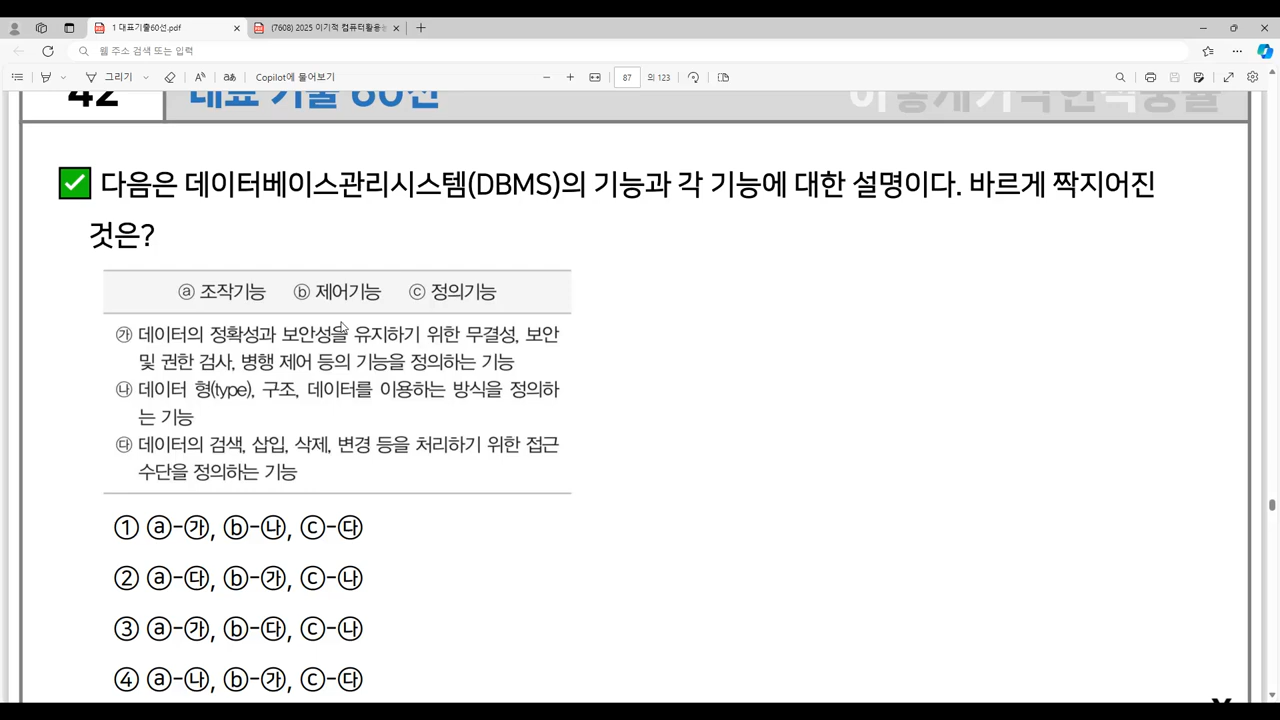 1 대표기출60선.pdf
(7608) 2025 이기적 컴퓨터활용능
웹 주소 검색 또는 입력
그리기
Copilot에 물어보기
87 의 123
42 대표 기출 60선
다음은 데이터베이스관리시스템(DBMS)의 기능과 각 기능에 대한 설명이다. 바르게 짝지어진
것은?
ⓐ 조작기능 ⓑ 제어기능 ⓒ 정의기능
㉮ 데이터의 정확성과 보안성을 유지하기 위한 무결성, 보안
및 권한 검사, 병행 제어 등의 기능을 정의하는 기능
㉯ 데이터 형(type), 구조, 데이터를 이용하는 방식을 정의하
는 기능
㉰ 데이터의 검색, 삽입, 삭제, 변경 등을 처리하기 위한 접근
수단을 정의하는 기능
① ⓐ-㉮, ⓑ-㉯, ⓒ-㉰
② ⓐ-㉰, ⓑ-㉮, ⓒ-㉯
③ ⓐ-㉮, ⓑ-㉰, ⓒ-㉯
④ ⓐ-㉯, ⓑ-㉮, ⓒ-㉰